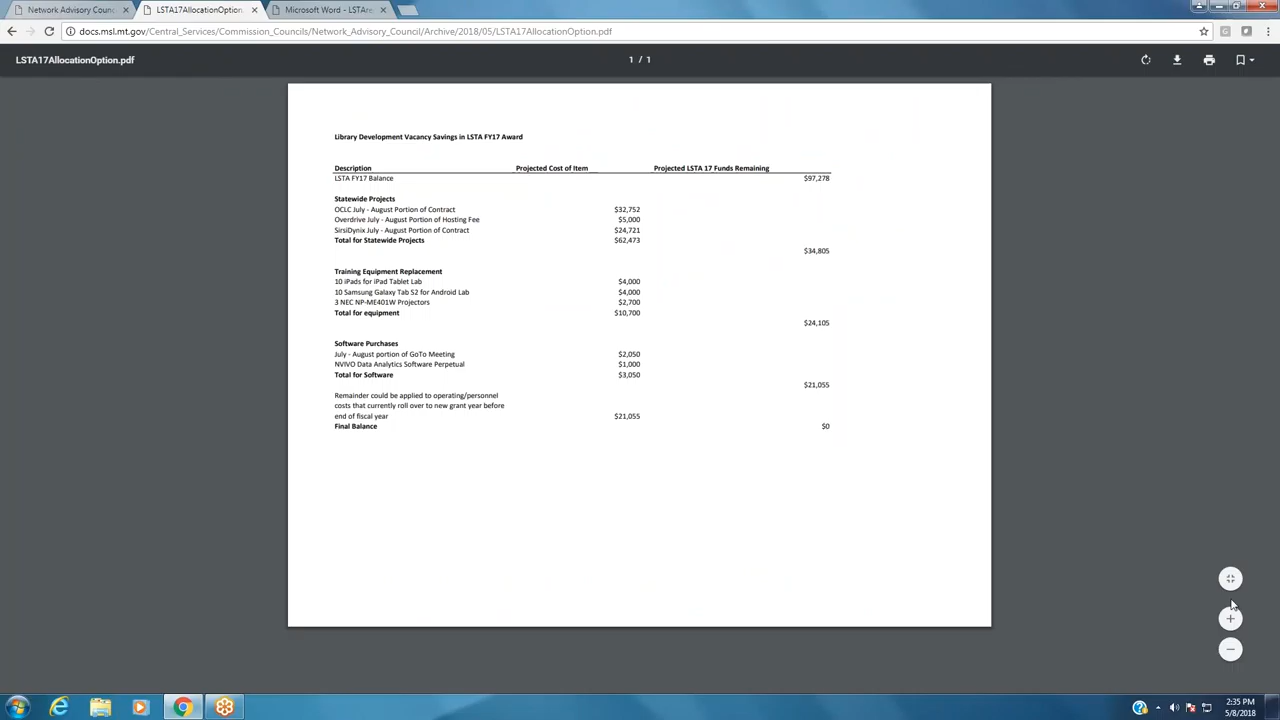 Network Advisory Council
LSTA17AllocationOption.
Microsoft Word - LSTAre
docs.msl.mt.gov/Central_Services/Commission_Councils/Network_Advisory_Council/Archive/2018/05/LSTA17AllocationOption.pdf
LSTA17AllocationOption.pdf 1 / 1
Library Development Vacancy Savings in LSTA FY17 Award
Description Projected Cost of Item Projected LSTA 17 Funds Remaining
LSTA FY17 Balance $97,278
Statewide Projects
OCLC July - August Portion of Contract $32,752
Overdrive July - August Portion of Hosting Fee $5,000
SirsiDynix July - August Portion of Contract $24,721
Total for Statewide Projects $62,473
$34,805
Training Equipment Replacement
10 iPads for iPad Tablet Lab $4,000
10 Samsung Galaxy Tab S2 for Android Lab $4,000
3 NEC NP-ME401W Projectors $2,700
Total for equipment $10,700
$24,105
Software Purchases
July - August portion of GoTo Meeting $2,050
NVIVO Data Analytics Software Perpetual $1,000
Total for Software $3,050
$21,055
Remainder could be applied to operating/personnel
costs that currently roll over to new grant year before
end of fiscal year $21,055
Final Balance $0
2:35 PM
5/8/2018